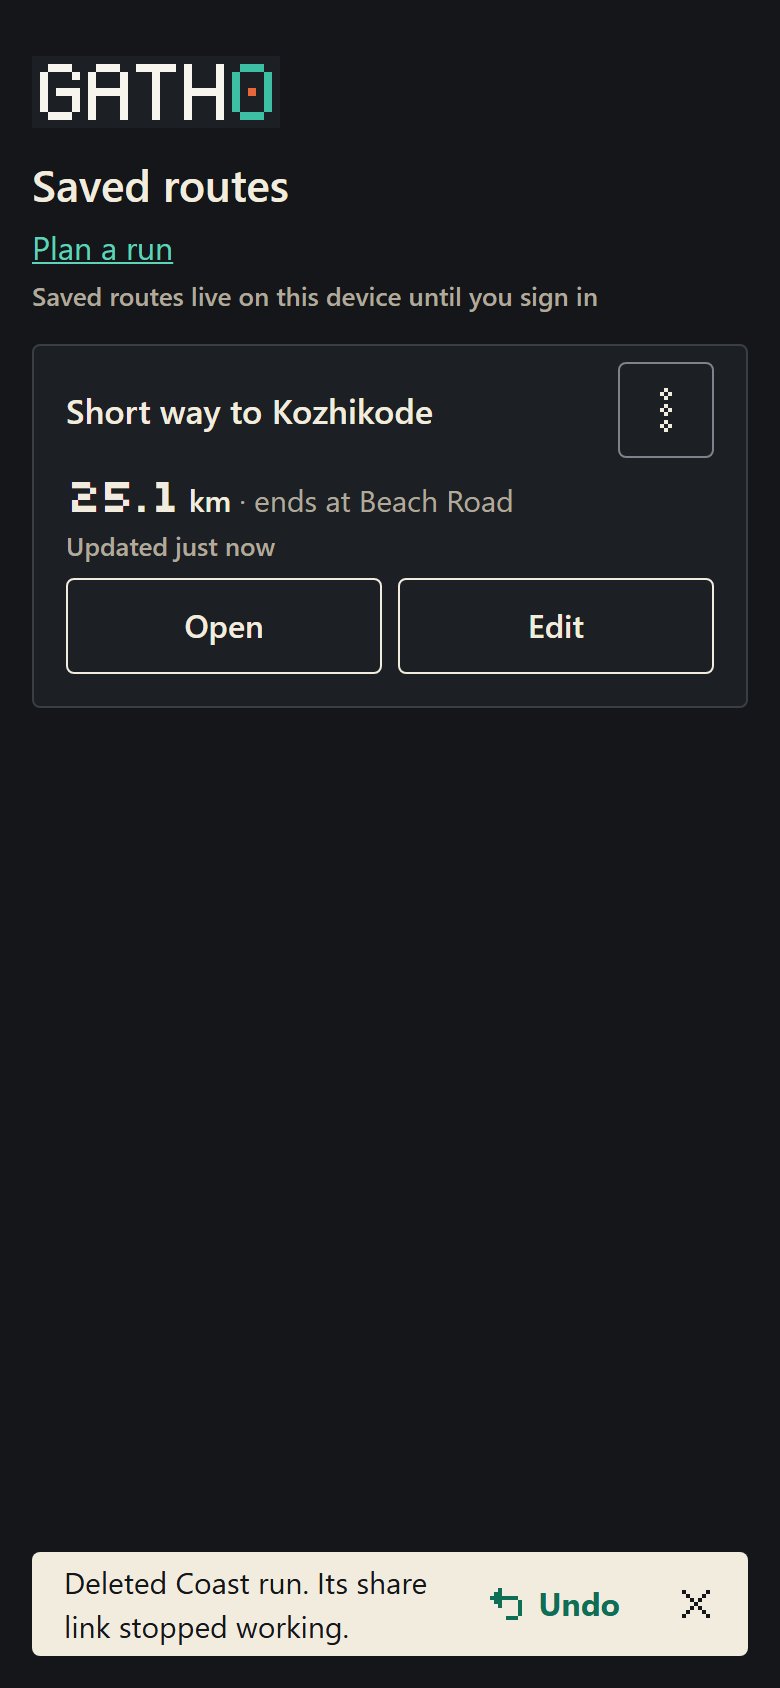 GATHO
Saved routes
Plan a run
Saved routes live on this device until you sign in
Short way to Kozhikode
25.1 km · ends at Beach Road
Updated just now
Open
Edit
Deleted Coast run. Its share
link stopped working.
Undo